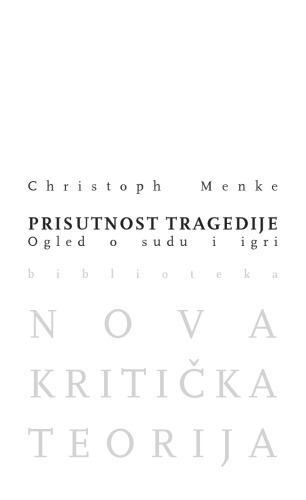 Christoph Menke
PRISUTNOST TRAGEDIJE
Ogled o sudu i igri
biblioteka
NOVA
KRITIČKA
TEORIJA